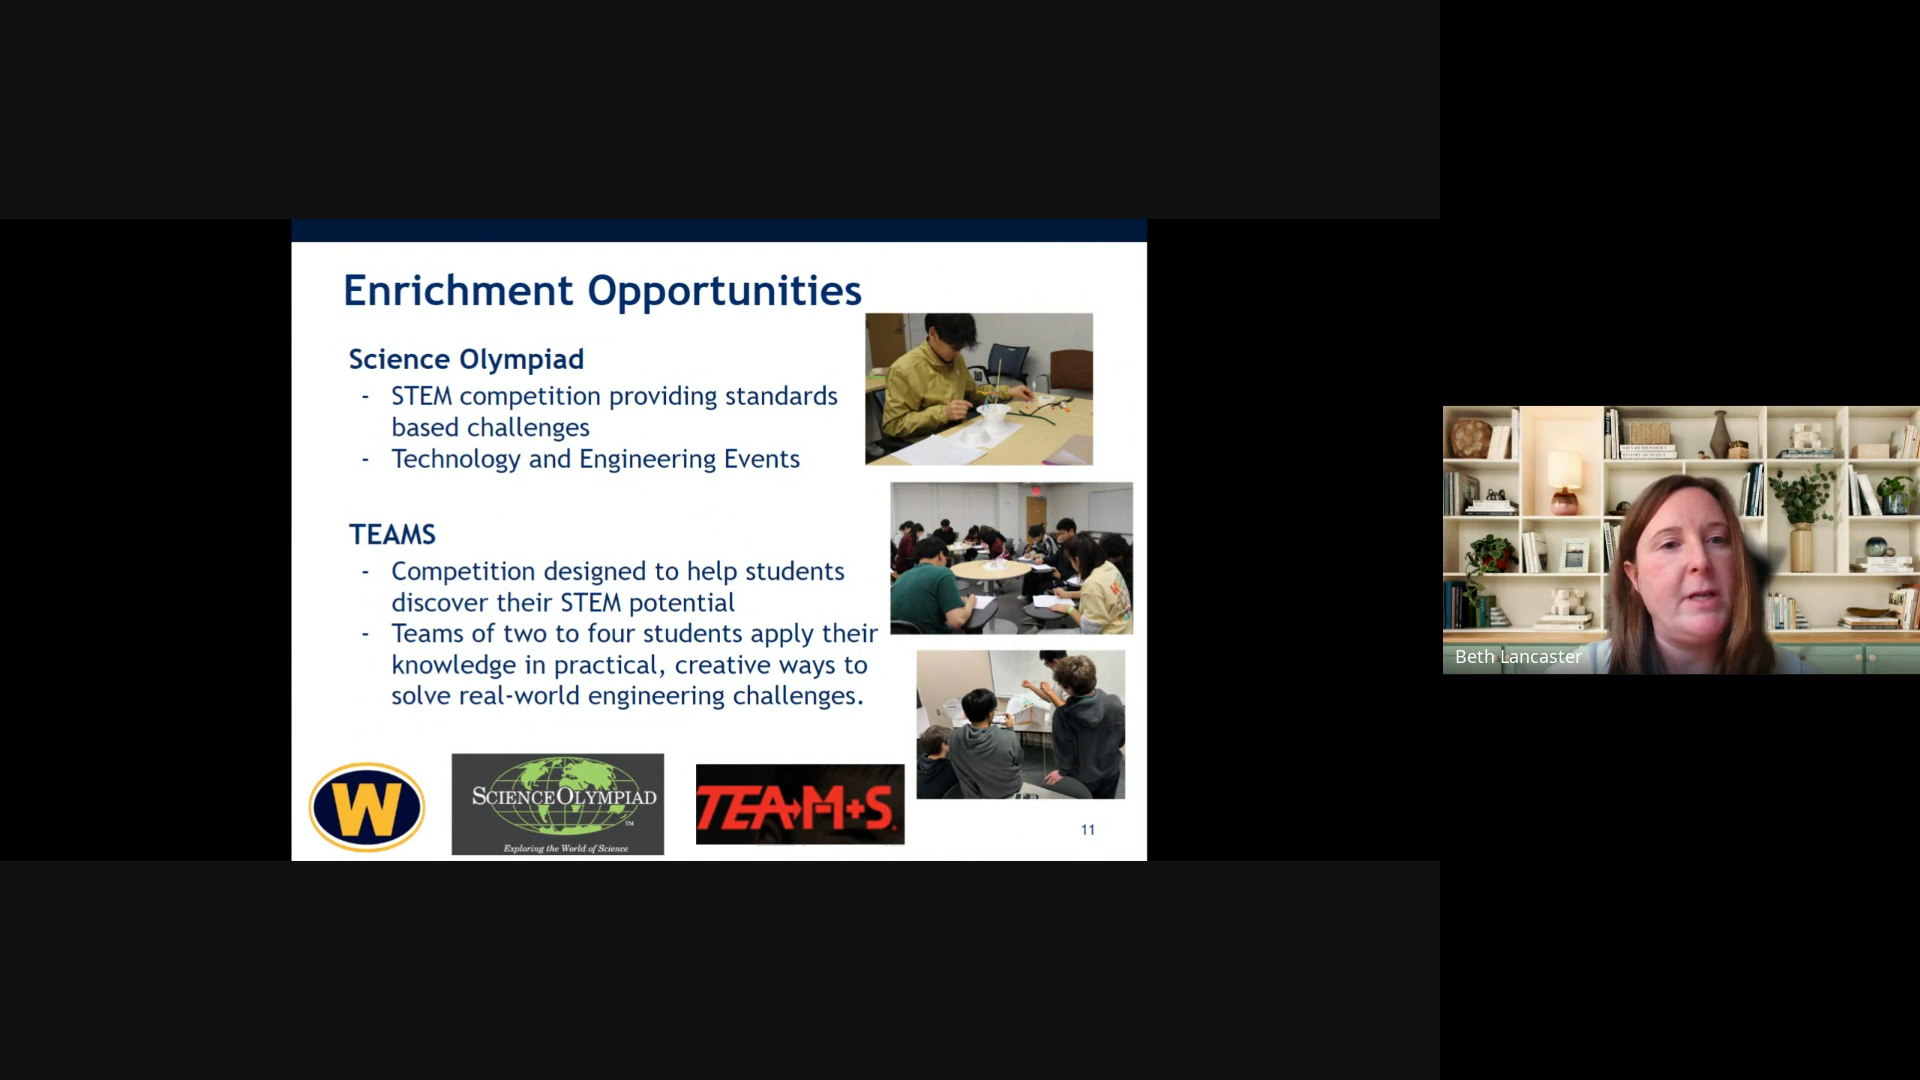 Enrichment Opportunities
Science Olympiad
- STEM competition providing standards
based challenges
- Technology and Engineering Events
TEAMS
- Competition designed to help students
discover their STEM potential
- Teams of two to four students apply their
knowledge in practical, creative ways to
solve real-world engineering challenges.
W
SCIENCE OLYMPIAD
TM
Exploring the World of Science
TEAM+S
11
Beth Lancaster